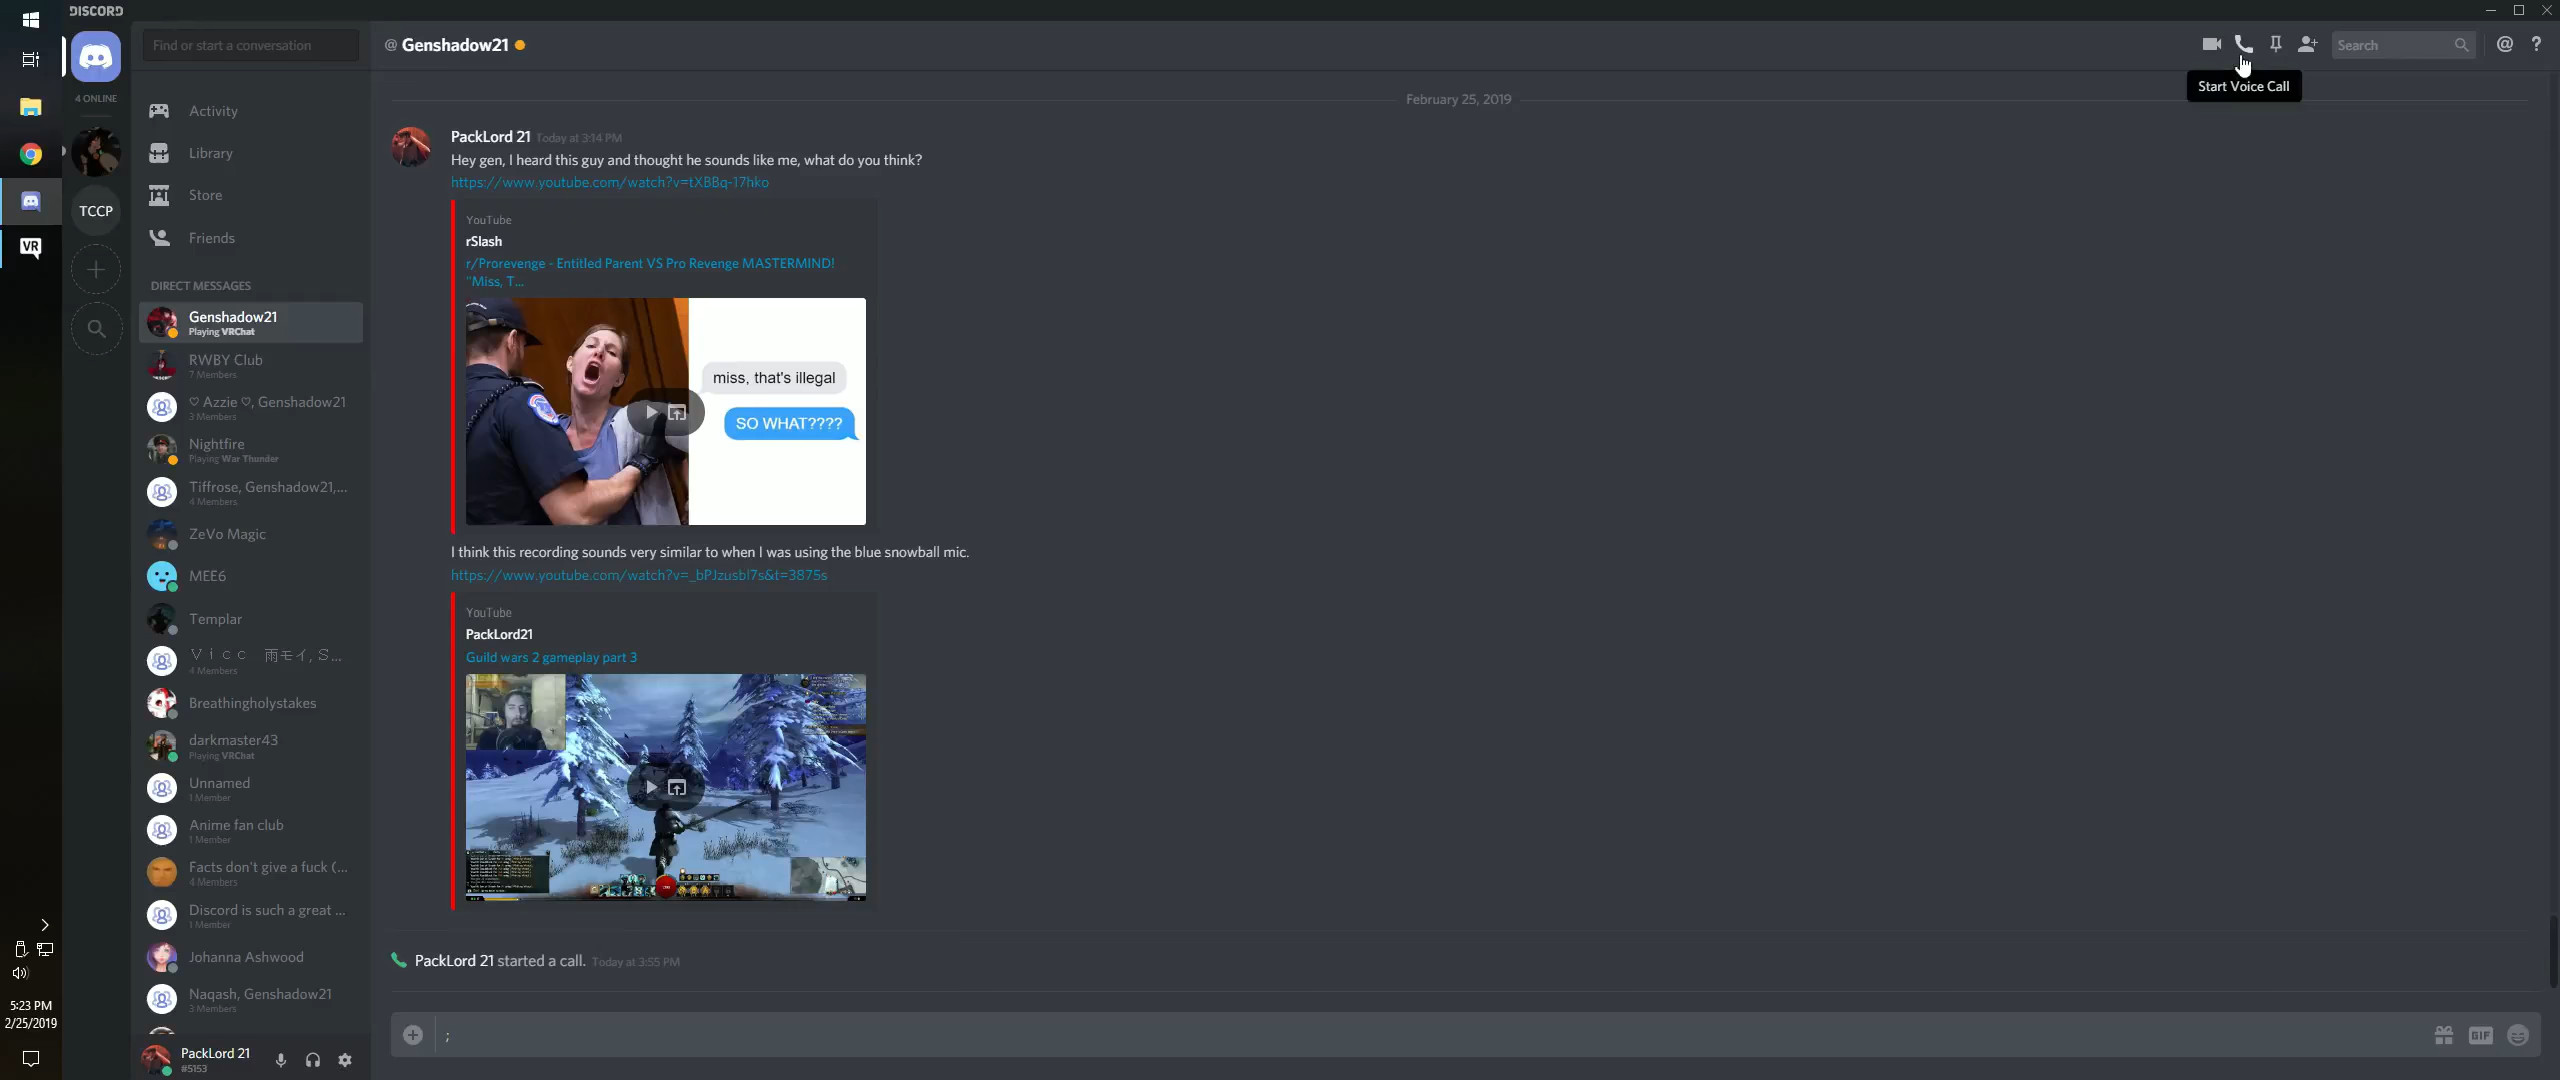 DISCORD
Find or start a conversation
@ Genshadow21
Search
@ ?
Start Voice Call
4 ONLINE
TCCP
VR
Activity
Library
Store
Friends
DIRECT MESSAGES
Genshadow21
Playing VRChat
RWBY Club
7 Members
♡ Azzie ♡, Genshadow21
3 Members
Nightfire
Playing War Thunder
Tiffrose, Genshadow21,...
4 Members
ZeVo Magic
MEE6
Templar
Ｖｉｃｃ 雨モイ, S...
4 Members
Breathingholystakes
darkmaster43
Playing VRChat
Unnamed
1 Member
Anime fan club
1 Member
Facts don't give a fuck (...
4 Members
Discord is such a great ...
1 Member
Johanna Ashwood
Naqash, Genshadow21
3 Members
PackLord 21
#5153
5:23 PM
2/25/2019
February 25, 2019
PackLord 21 Today at 3:14 PM
Hey gen, I heard this guy and thought he sounds like me, what do you think?
https://www.youtube.com/watch?v=tXBBq-17hko
YouTube
rSlash
r/Prorevenge - Entitled Parent VS Pro Revenge MASTERMIND!
"Miss, T...
miss, that's illegal
SO WHAT????
I think this recording sounds very similar to when I was using the blue snowball mic.
https://www.youtube.com/watch?v=_bPJzusbI7s&t=3875s
YouTube
PackLord21
Guild wars 2 gameplay part 3
PackLord 21 started a call. Today at 3:55 PM
;
GIF